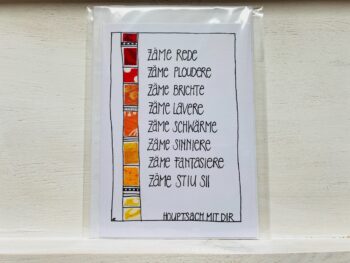 ZÄME REDE
ZÄME PLOUDERE
ZÄME BRICHTE
ZÄME LAVERE
ZÄME SCHWÄRME
ZÄME SINNIERE
ZÄME FANTASIERE
ZÄME STIU SII
HOUPTSACH MIT DIR